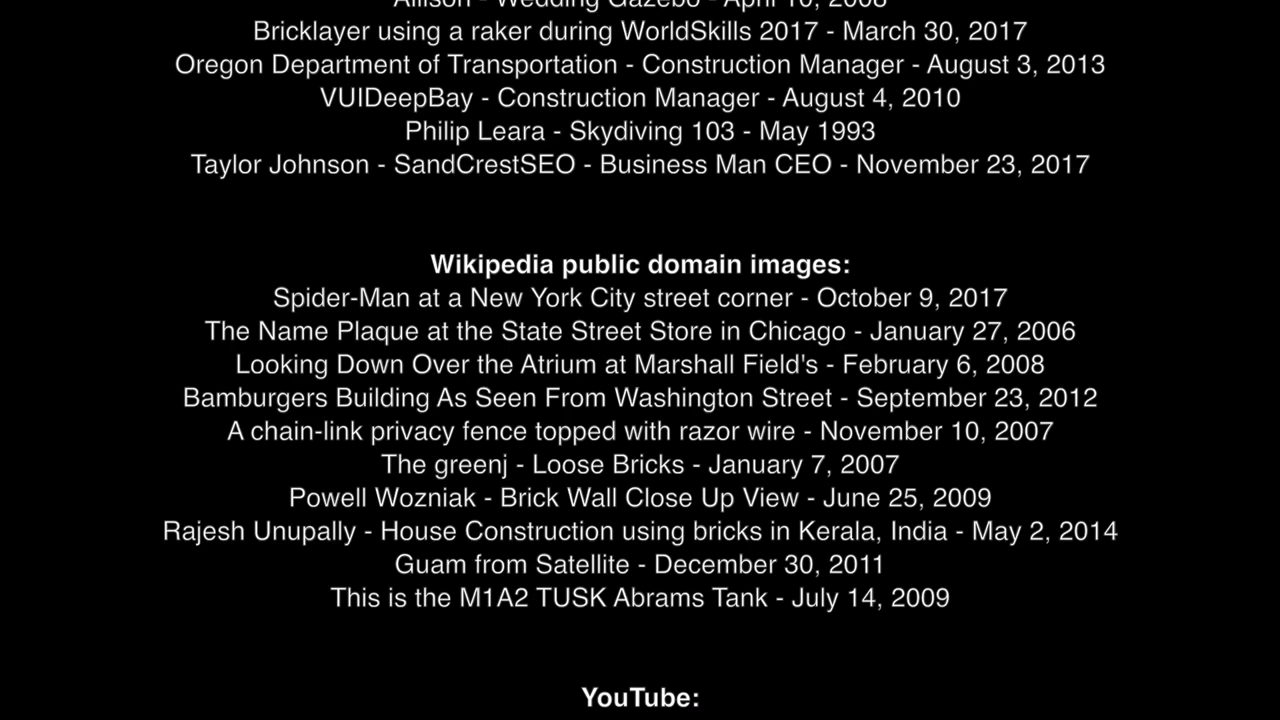 Allison - Wedding Gazebo - April 10, 2008
Bricklayer using a raker during WorldSkills 2017 - March 30, 2017
Oregon Department of Transportation - Construction Manager - August 3, 2013
VUIDeepBay - Construction Manager - August 4, 2010
Philip Leara - Skydiving 103 - May 1993
Taylor Johnson - SandCrestSEO - Business Man CEO - November 23, 2017
Wikipedia public domain images:
Spider-Man at a New York City street corner - October 9, 2017
The Name Plaque at the State Street Store in Chicago - January 27, 2006
Looking Down Over the Atrium at Marshall Field's - February 6, 2008
Bamburgers Building As Seen From Washington Street - September 23, 2012
A chain-link privacy fence topped with razor wire - November 10, 2007
The greenj - Loose Bricks - January 7, 2007
Powell Wozniak - Brick Wall Close Up View - June 25, 2009
Rajesh Unupally - House Construction using bricks in Kerala, India - May 2, 2014
Guam from Satellite - December 30, 2011
This is the M1A2 TUSK Abrams Tank - July 14, 2009
YouTube: